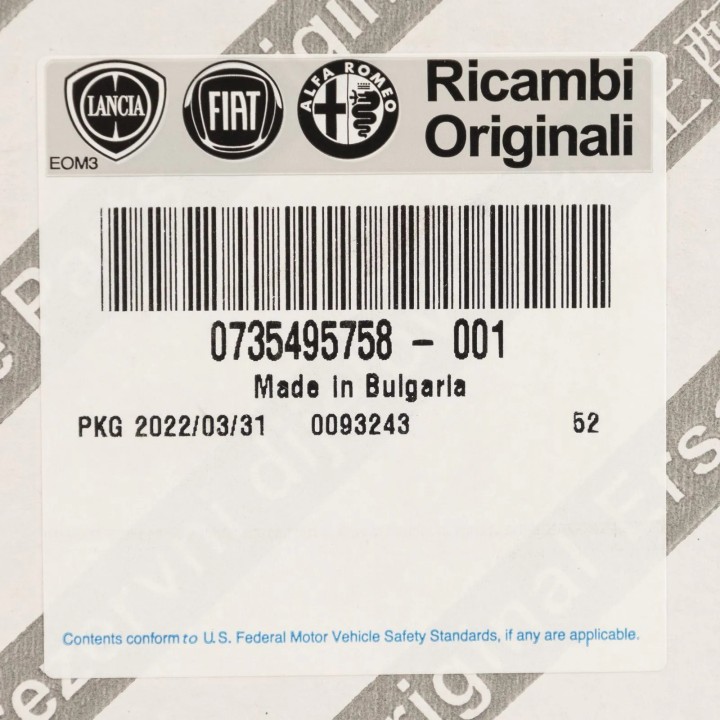 LANCIA
FIAT
ALFA ROMEO
Ricambi
Originali
EOM3
0735495758 - 001
Made in Bulgaria
PKG 2022/03/31 0093243 52
Contents conform to U.S. Federal Motor Vehicle Safety Standards, if any are applicable.